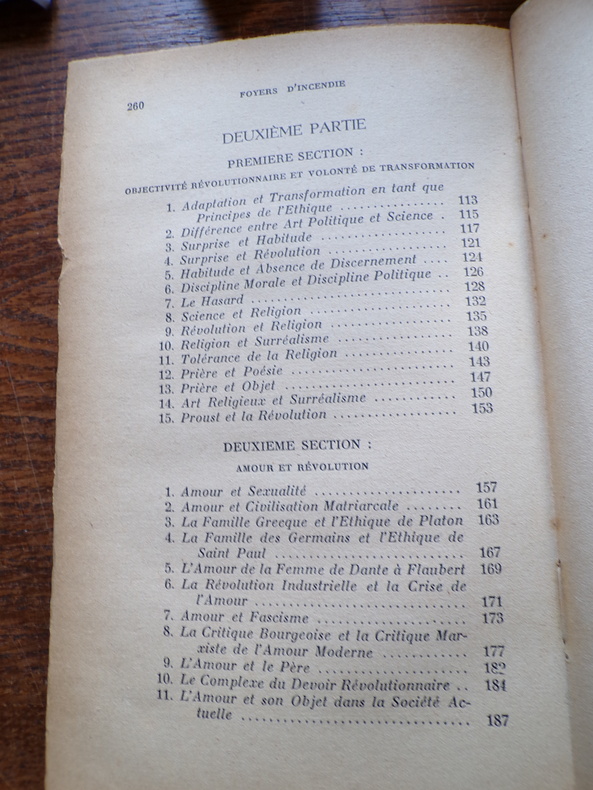 260
FOYERS D'INCENDIE
DEUXIÈME PARTIE
PREMIERE SECTION :
OBJECTIVITÉ RÉVOLUTIONNAIRE ET VOLONTÉ DE TRANSFORMATION
1. Adaptation et Transformation en tant que
Principes de l'Ethique ................ 113
2. Différence entre Art Politique et Science . 115
3. Surprise et Habitude .................. 117
4. Surprise et Révolution ................. 121
5. Habitude et Absence de Discernement .... 124
6. Discipline Morale et Discipline Politique .. 126
7. Le Hasard .......................... 128
8. Science et Religion ................... 132
9. Révolution et Religion ................ 135
10. Religion et Surréalisme ............... 138
11. Tolérance de la Religion .............. 140
12. Prière et Poésie ..................... 143
13. Prière et Objet ...................... 147
14. Art Religieux et Surréalisme ........... 150
15. Proust et la Révolution ............... 153
DEUXIEME SECTION :
AMOUR ET RÉVOLUTION
1. Amour et Sexualité ................... 157
2. Amour et Civilisation Matriarcale ........ 161
3. La Famille Grecque et l'Ethique de Platon 163
4. La Famille des Germains et l'Ethique de
Saint Paul ........................ 167
5. L'Amour de la Femme de Dante à Flaubert 169
6. La Révolution Industrielle et la Crise de
l'Amour .......................... 171
7. Amour et Fascisme .................... 173
8. La Critique Bourgeoise et la Critique Mar-
xiste de l'Amour Moderne ............ 177
9. L'Amour et le Père ................... 182
10. Le Complexe du Devoir Révolutionnaire .. 184
11. L'Amour et son Objet dans la Société Ac-
tuelle ............................ 187